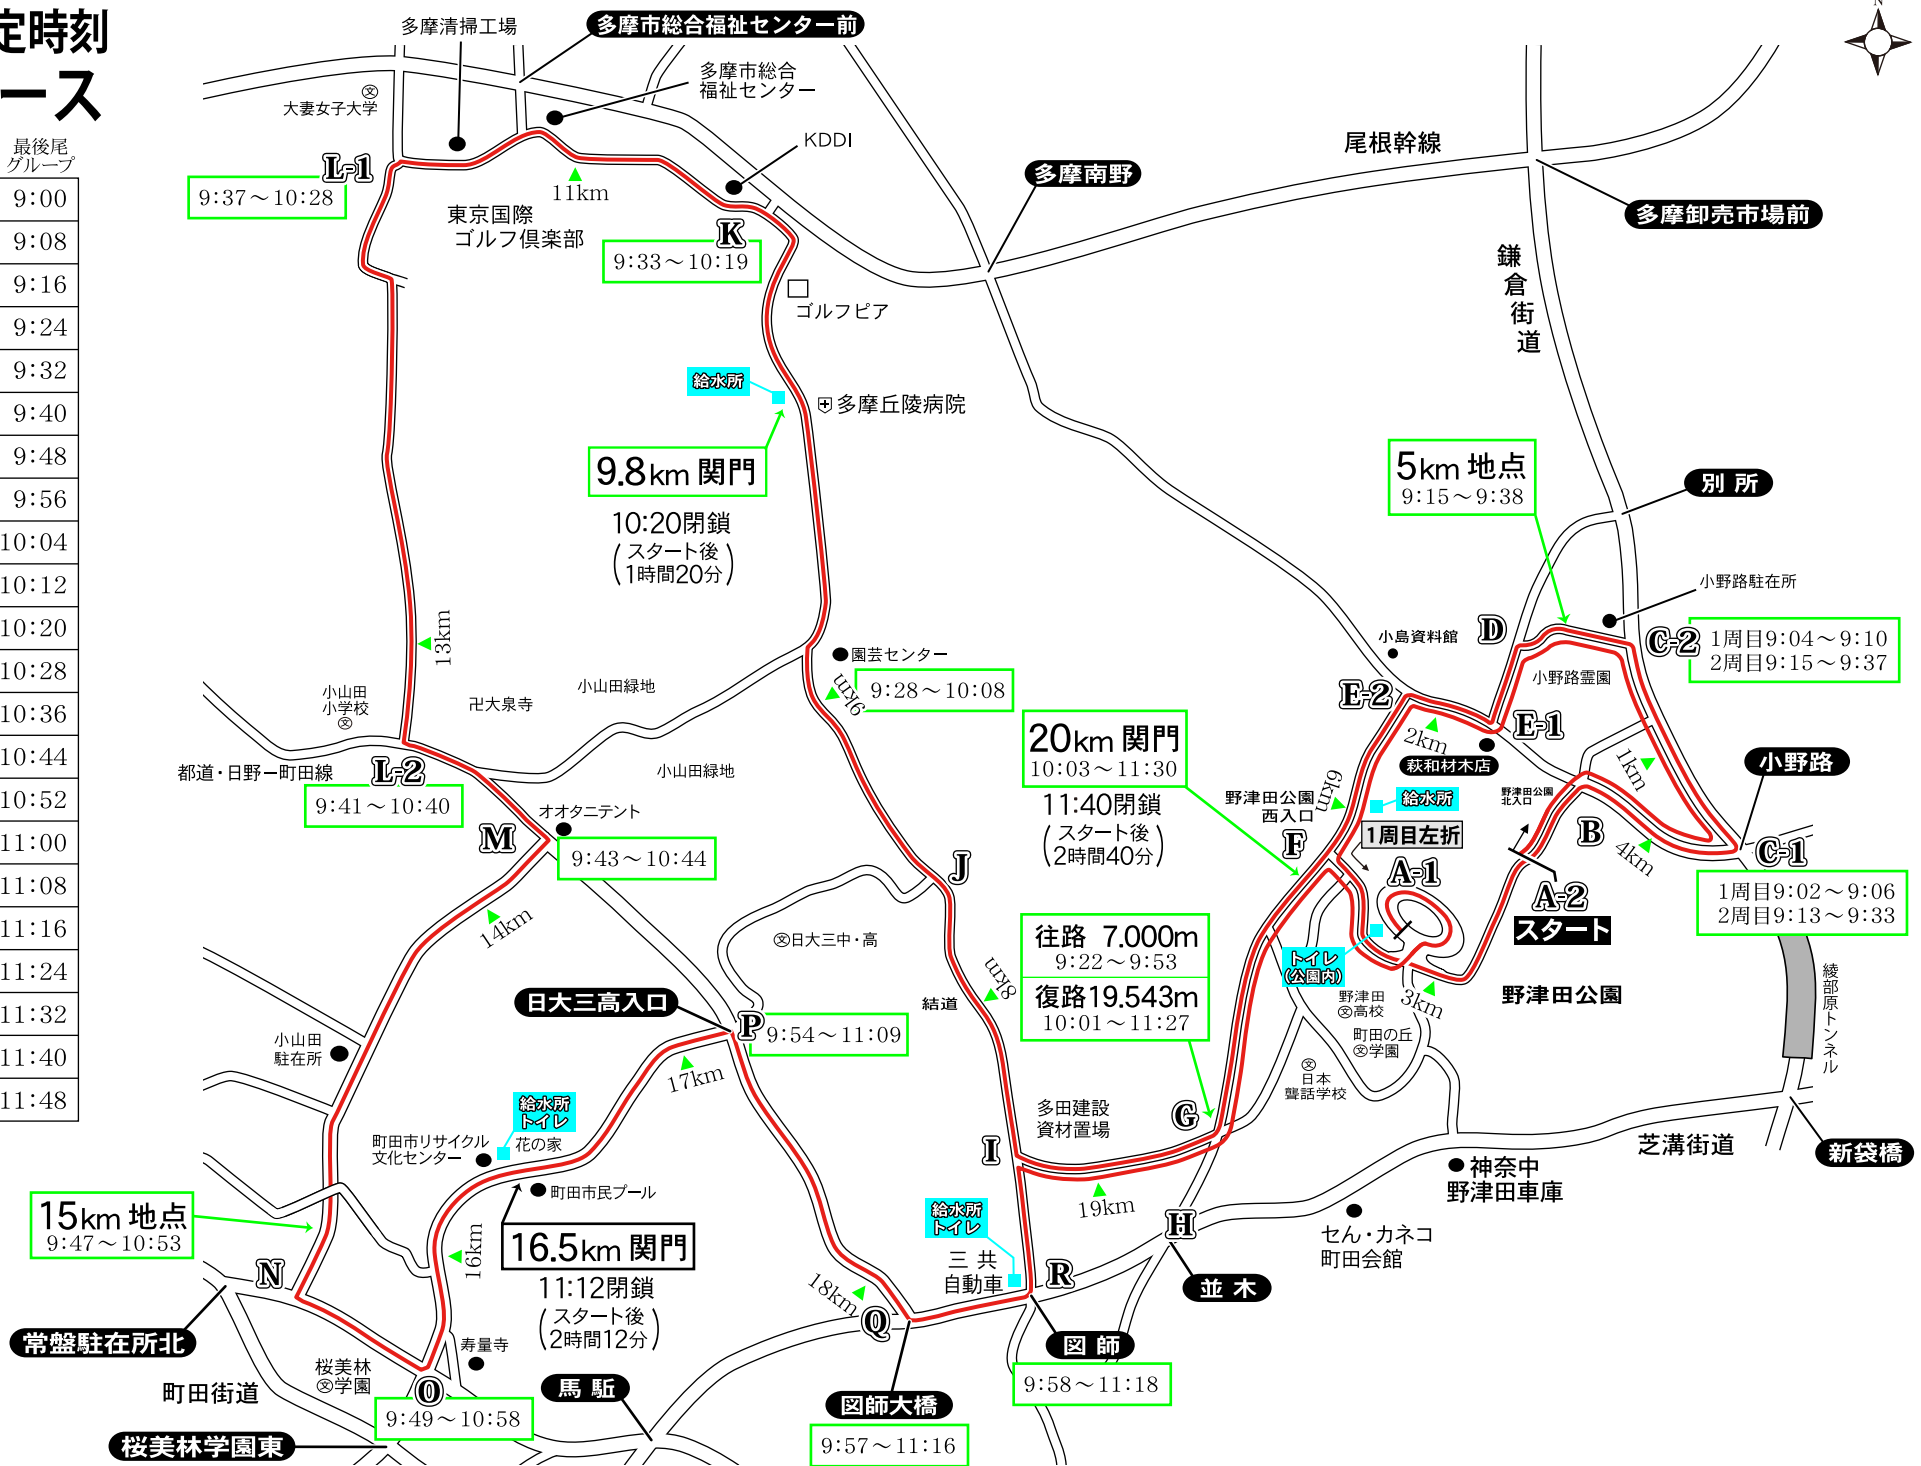 定時刻
ース
最後尾
グループ
9:00
9:08
9:16
9:24
9:32
9:40
9:48
9:56
10:04
10:12
10:20
10:28
10:36
10:44
10:52
11:00
11:08
11:16
11:24
11:32
11:40
11:48
N
多摩清掃工場
多摩市総合福祉センター前
多摩市総合
福祉センター
大妻女子大学
KDDI
L-1
9:37～10:28
11km
東京国際
ゴルフ倶楽部
K
9:33～10:19
ゴルフピア
多摩南野
尾根幹線
多摩卸売市場前
鎌倉街道
給水所
多摩丘陵病院
9.8km 関門
10:20閉鎖
(スタート後
1時間20分)
5km 地点
9:15～9:38
別所
小野路駐在所
小島資料館
D
C-2
1周目9:04～9:10
2周目9:15～9:37
小野路霊園
13km
園芸センター
9km
9:28～10:08
小山田緑地
小山田
小学校
卍大泉寺
小山田緑地
都道・日野ー町田線
L-2
9:41～10:40
E-2
E-1
2km
萩和材木店
1km
小野路
20km 関門
10:03～11:30
11:40閉鎖
(スタート後
2時間40分)
野津田公園
西入口
6km
給水所
1周目左折
野津田公園
北入口
F
A-1
B
4km
C-1
1周目9:02～9:06
2周目9:13～9:33
A-2
スタート
オオタニテント
M
9:43～10:44
14km
J
日大三中・高
8km
結道
往路 7.000m
9:22～9:53
復路19.543m
10:01～11:27
トイレ
(公園内)
野津田
高校
3km
野津田公園
町田の丘
学園
綾部原トンネル
日大三高入口
P
9:54～11:09
17km
小山田
駐在所
給水所
トイレ
花の家
町田市リサイクル
文化センター
町田市民プール
日本
聾話学校
多田建設
資材置場
G
I
19km
芝溝街道
新袋橋
神奈中
野津田車庫
15km 地点
9:47～10:53
16km
16.5km 関門
11:12閉鎖
(スタート後
2時間12分)
給水所
トイレ
三共
自動車
H
セん・カネコ
町田会館
並木
N
R
18km
Q
常盤駐在所北
寿量寺
桜美林
学園
O
9:49～10:58
町田街道
桜美林学園東
馬駈
図師大橋
9:57～11:16
図師
9:58～11:18